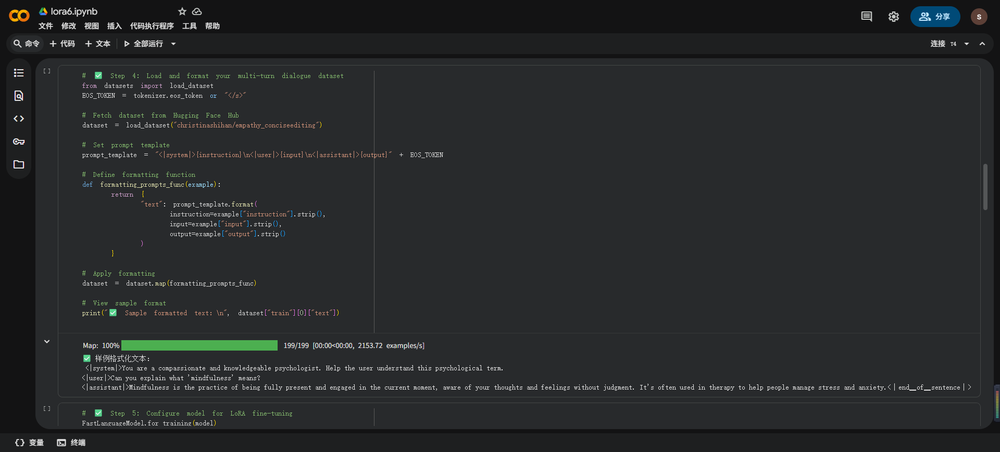 lora6.ipynb
文件 修改 视图 插入 代码执行程序 工具 帮助
分享
S
命令 + 代码 + 文本 全部运行
连接 T4
[ ]
# ✅ Step 4: Load and format your multi-turn dialogue dataset
from datasets import load_dataset
EOS_TOKEN = tokenizer.eos_token or "</s>"
# Fetch dataset from Hugging Face Hub
dataset = load_dataset("christinashihan/empathy_conciseediting")
# Set prompt template
prompt_template = "<|system|>{instruction}\n<|user|>{input}\n<|assistant|>{output}" + EOS_TOKEN
# Define formatting function
def formatting_prompts_func(example):
return {
"text": prompt_template.format(
instruction=example["instruction"].strip(),
input=example["input"].strip(),
output=example["output"].strip()
)
}
# Apply formatting
dataset = dataset.map(formatting_prompts_func)
# View sample format
print("✅ Sample formatted text:\n", dataset["train"][0]["text"])
Map: 100% 199/199 [00:00<00:00, 2153.72 examples/s]
✅ 样例格式化文本:
<|system|>You are a compassionate and knowledgeable psychologist. Help the user understand this psychological term.
<|user|>Can you explain what 'mindfulness' means?
<|assistant|>Mindfulness is the practice of being fully present and engaged in the current moment, aware of your thoughts and feelings without judgment. It's often used in therapy to help people manage stress and anxiety.<｜end▁of▁sentence｜>
[ ]
# ✅ Step 5: Configure model for LoRA fine-tuning
FastLanguageModel.for_training(model)
{} 变量 终端